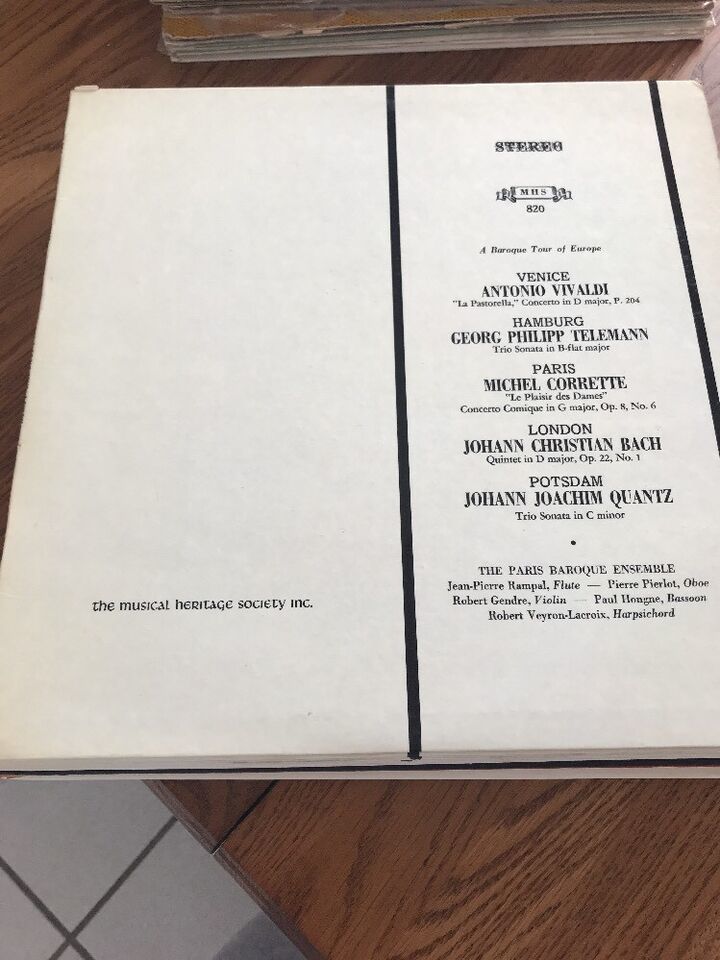 STEREO
MHS
820
A Baroque Tour of Europe
VENICE
ANTONIO VIVALDI
"La Pastorella," Concerto in D major, P. 204
HAMBURG
GEORG PHILIPP TELEMANN
Trio Sonata in B-flat major
PARIS
MICHEL CORRETTE
"Le Plaisir des Dames"
Concerto Comique in G major, Op. 8, No. 6
LONDON
JOHANN CHRISTIAN BACH
Quintet in D major, Op. 22, No. 1
POTSDAM
JOHANN JOACHIM QUANTZ
Trio Sonata in C minor
THE PARIS BAROQUE ENSEMBLE
Jean-Pierre Rampal, Flute — Pierre Pierlot, Oboe
Robert Gendre, Violin — Paul Hongne, Bassoon
Robert Veyron-Lacroix, Harpsichord
the musical heritage society inc.